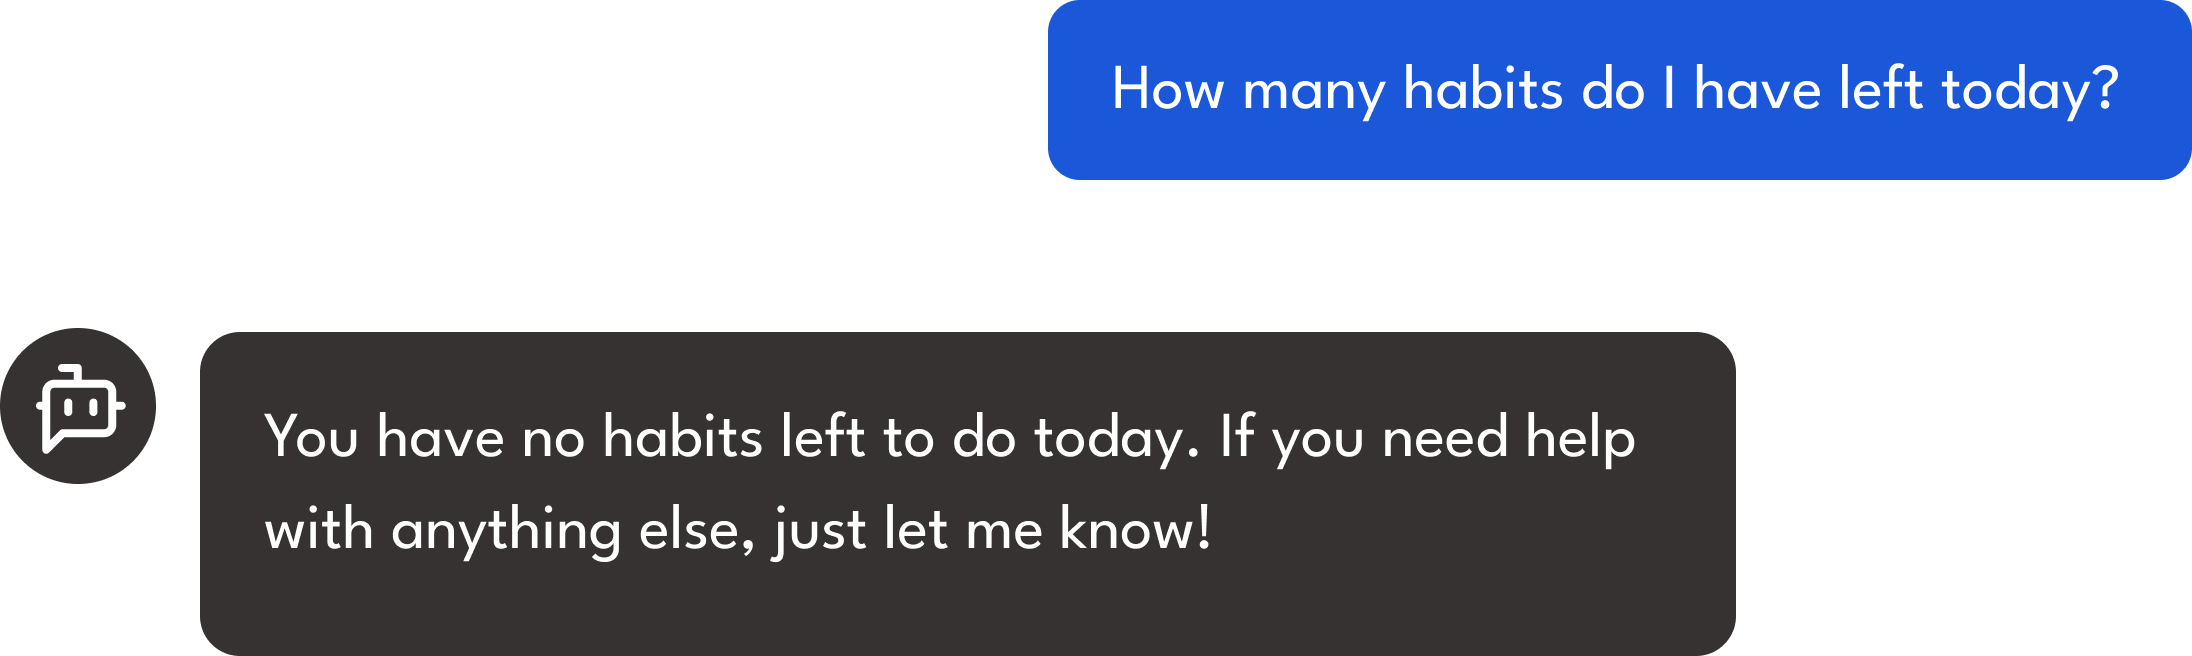 How many habits do I have left today?
You have no habits left to do today. If you need help
with anything else, just let me know!